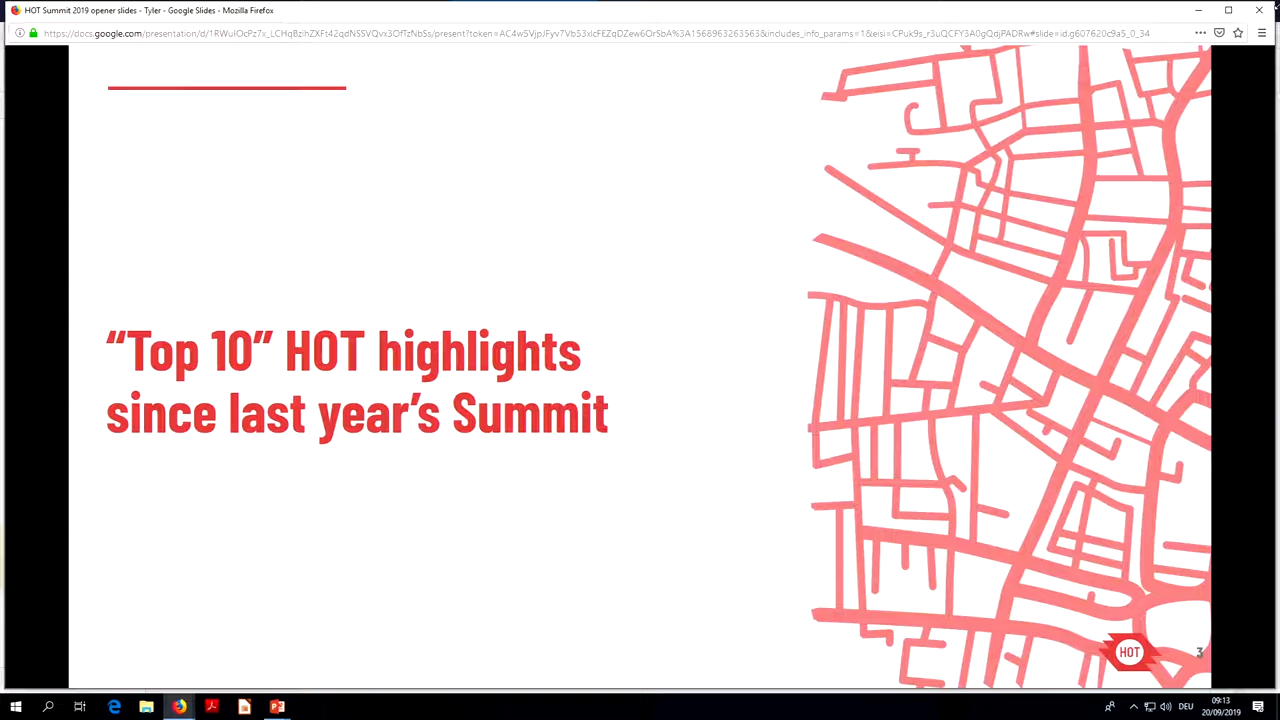 HOT Summit 2019 opener slides - Tyler - Google Slides - Mozilla Firefox
“Top 10” HOT highlights
since last year’s Summit
HOT
3
DEU
09:13
20/09/2019